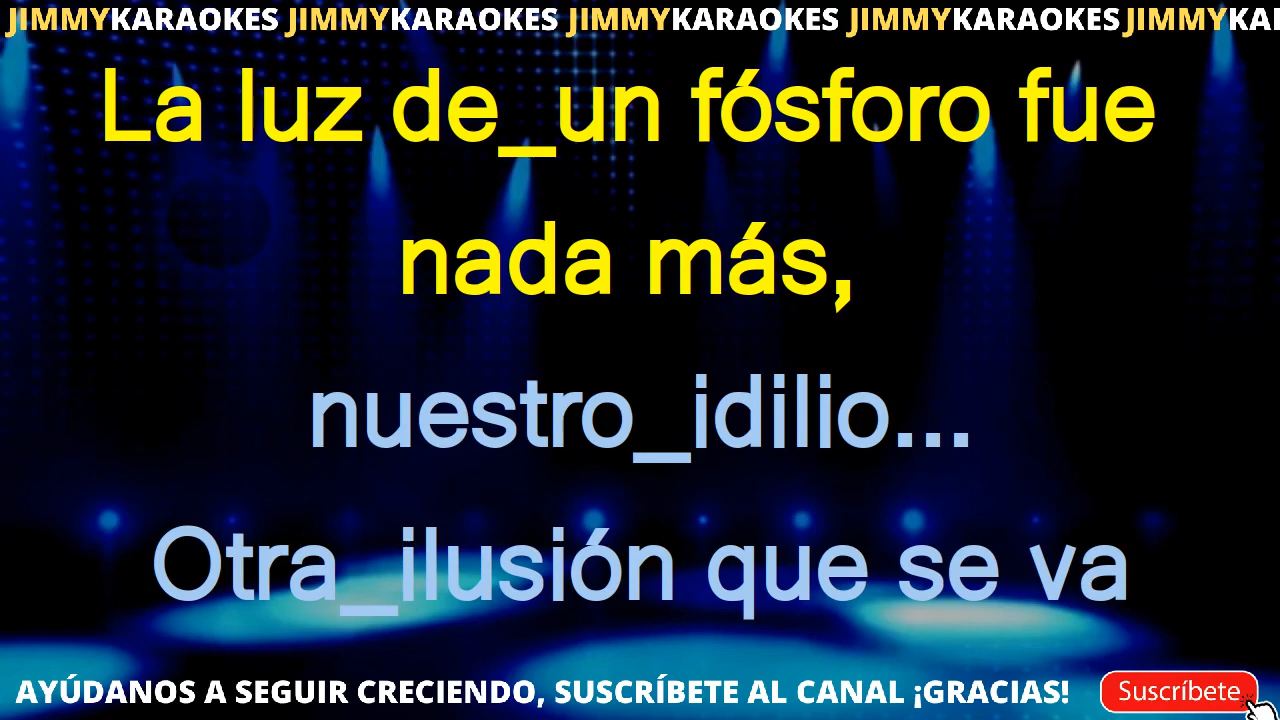 JIMMYKARAOKES JIMMYKARAOKES JIMMYKARAOKES JIMMYKARAOKES JIMMYKA
La luz de_un fósforo fue
nada más,
nuestro_idilio...
Otra_ilusión que se va
AYÚDANOS A SEGUIR CRECIENDO, SUSCRÍBETE AL CANAL ¡GRACIAS! Suscríbete